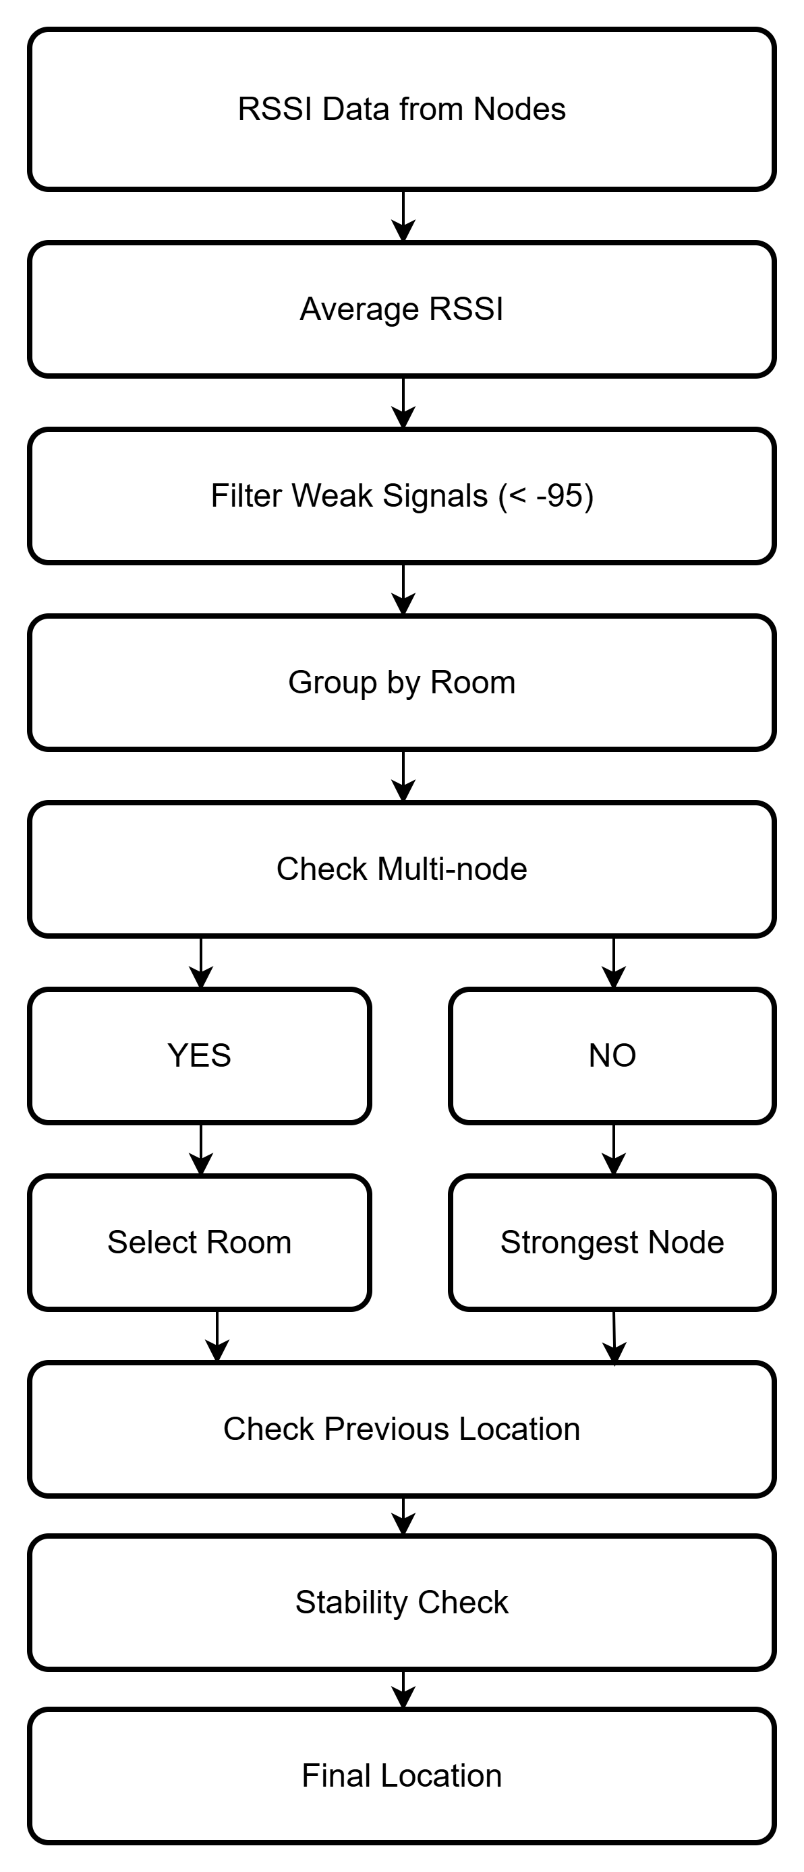 RSSI Data from Nodes
Average RSSI
Filter Weak Signals (< -95)
Group by Room
Check Multi-node
YES
NO
Select Room
Strongest Node
Check Previous Location
Stability Check
Final Location